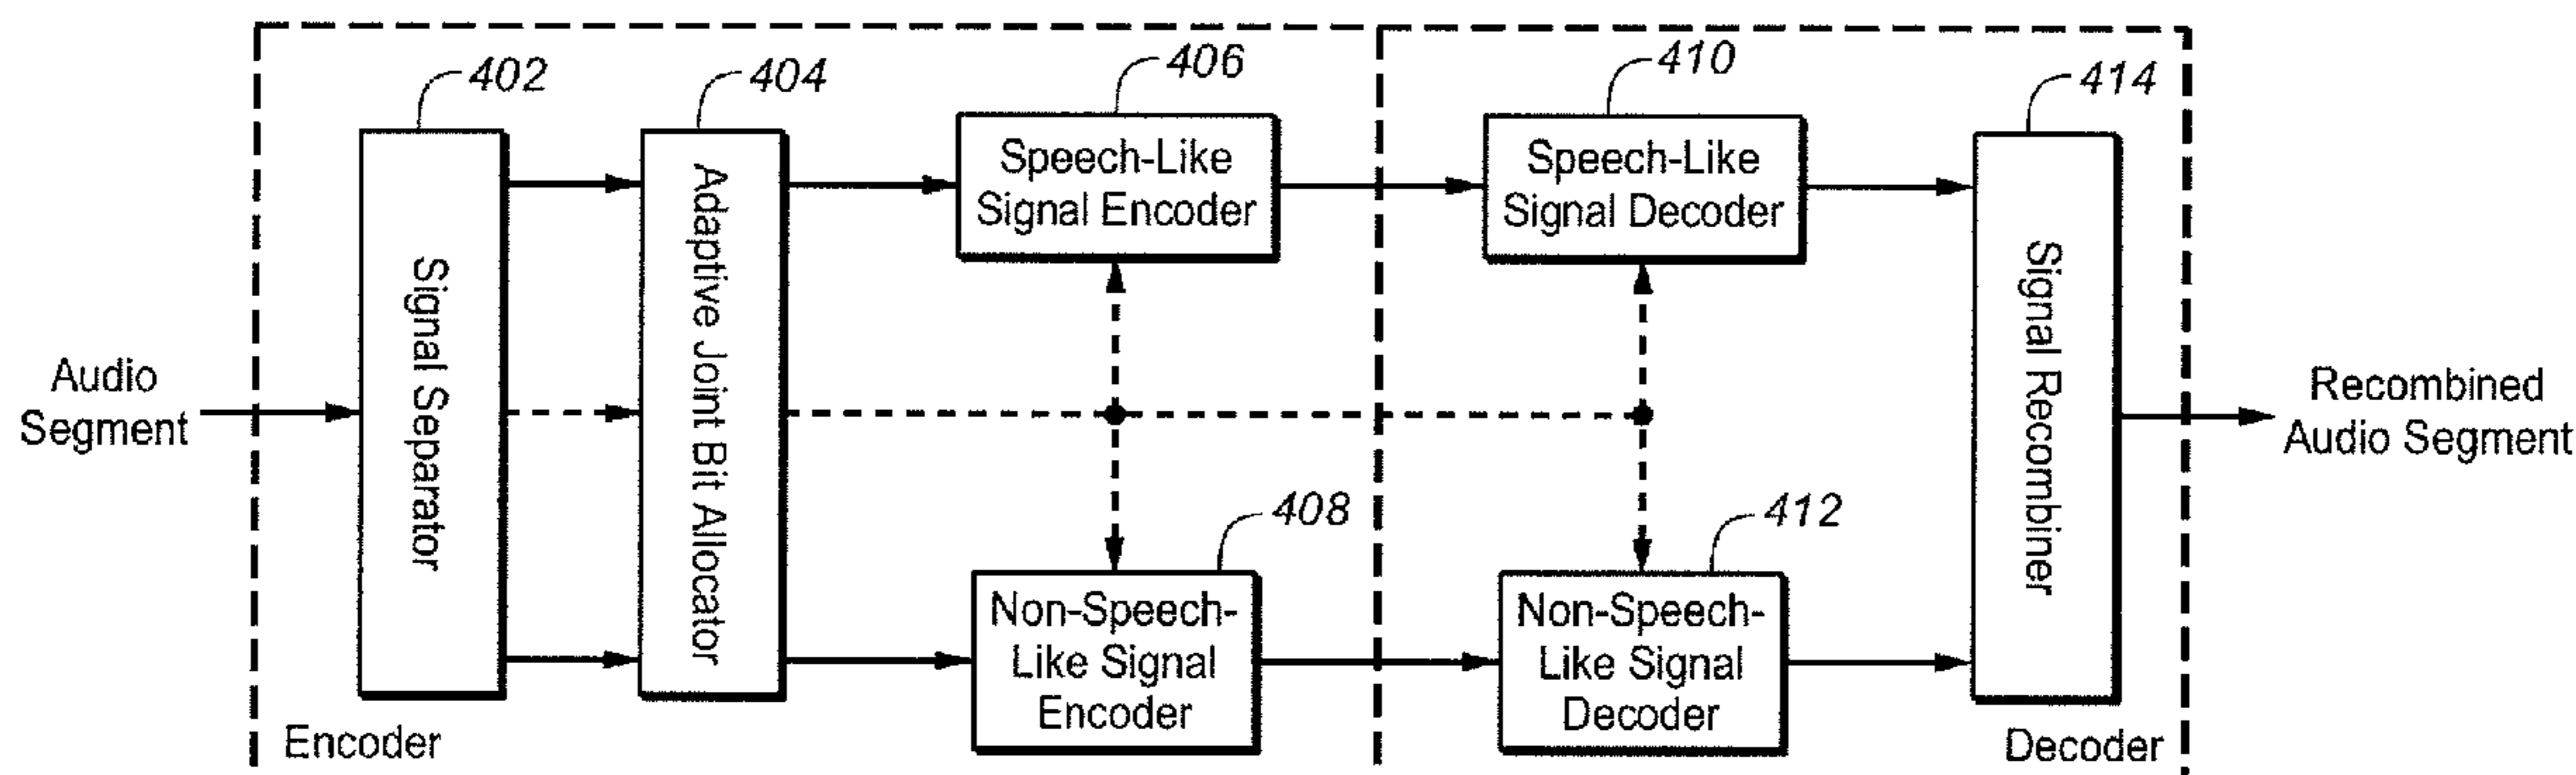 402
404
406
410
414
Speech-Like
Signal Encoder
Speech-Like
Signal Decoder
Signal Separator
Adaptive Joint Bit Allocator
Signal Recombiner
Audio
Segment
Recombined
Audio Segment
408
412
Non-Speech-
Like Signal
Encoder
Non-Speech-
Like Signal
Decoder
Encoder
Decoder